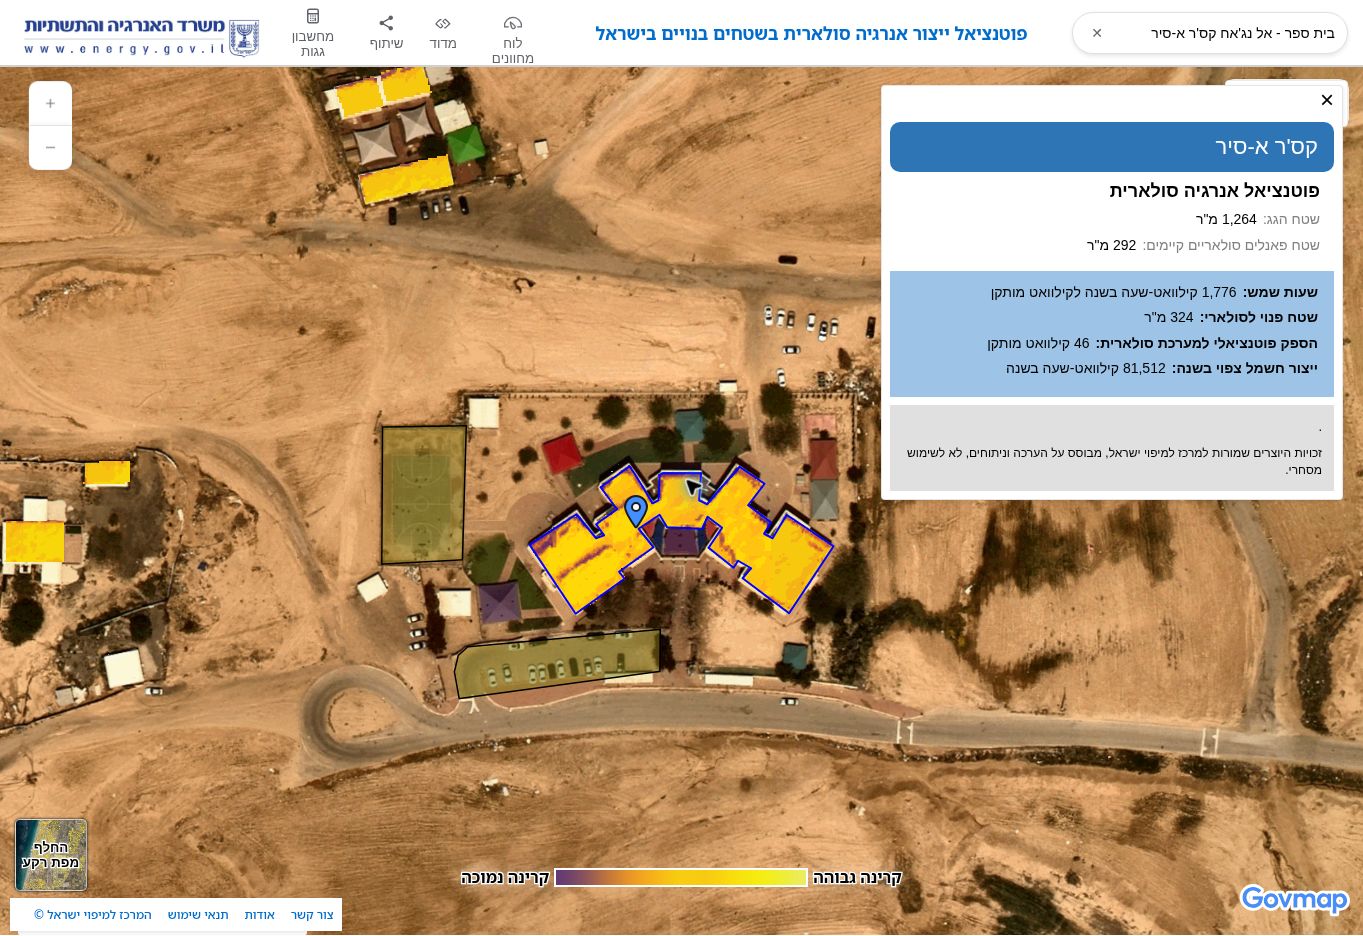 בית ספר - אל נג'אח קס'ר א-סיר
פוטנציאל ייצור אנרגיה סולארית בשטחים בנויים בישראל
לוח מחוונים
מדוד
שיתוף
מחשבון גגות
משרד האנרגיה והתשתיות
www.energy.gov.il
קס'ר א-סיר
פוטנציאל אנרגיה סולארית
שטח הגג: 1,264 מ"ר
שטח פאנלים סולאריים קיימים: 292 מ"ר
שעות שמש: 1,776 קילוואט-שעה בשנה לקילוואט מותקן
שטח פנוי לסולארי: 324 מ"ר
הספק פוטנציאלי למערכת סולארית: 46 קילוואט מותקן
ייצור חשמל צפוי בשנה: 81,512 קילוואט-שעה בשנה
.
זכויות היוצרים שמורות למרכז למיפוי ישראל, מבוסס על הערכה וניתוחים, לא לשימוש
מסחרי.
החלף
מפת רקע
קרינה גבוהה
קרינה נמוכה
Govmap
צור קשר אודות תנאי שימוש המרכז למיפוי ישראל ©